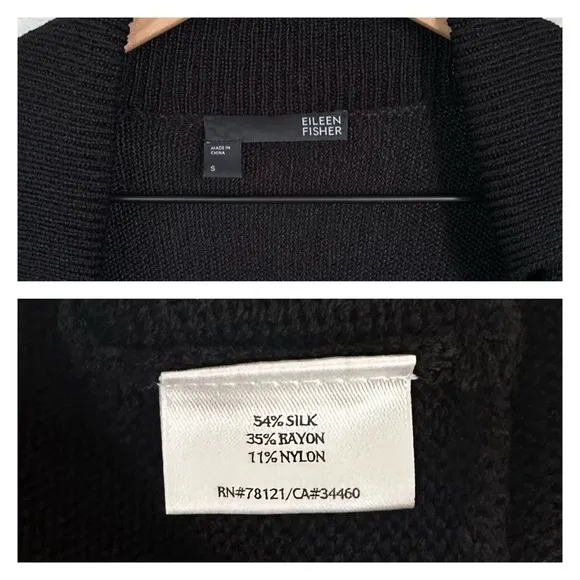 EILEEN
FISHER
MADE IN
CHINA
S
54% SILK
35% RAYON
11% NYLON
RN#78121/CA#34460